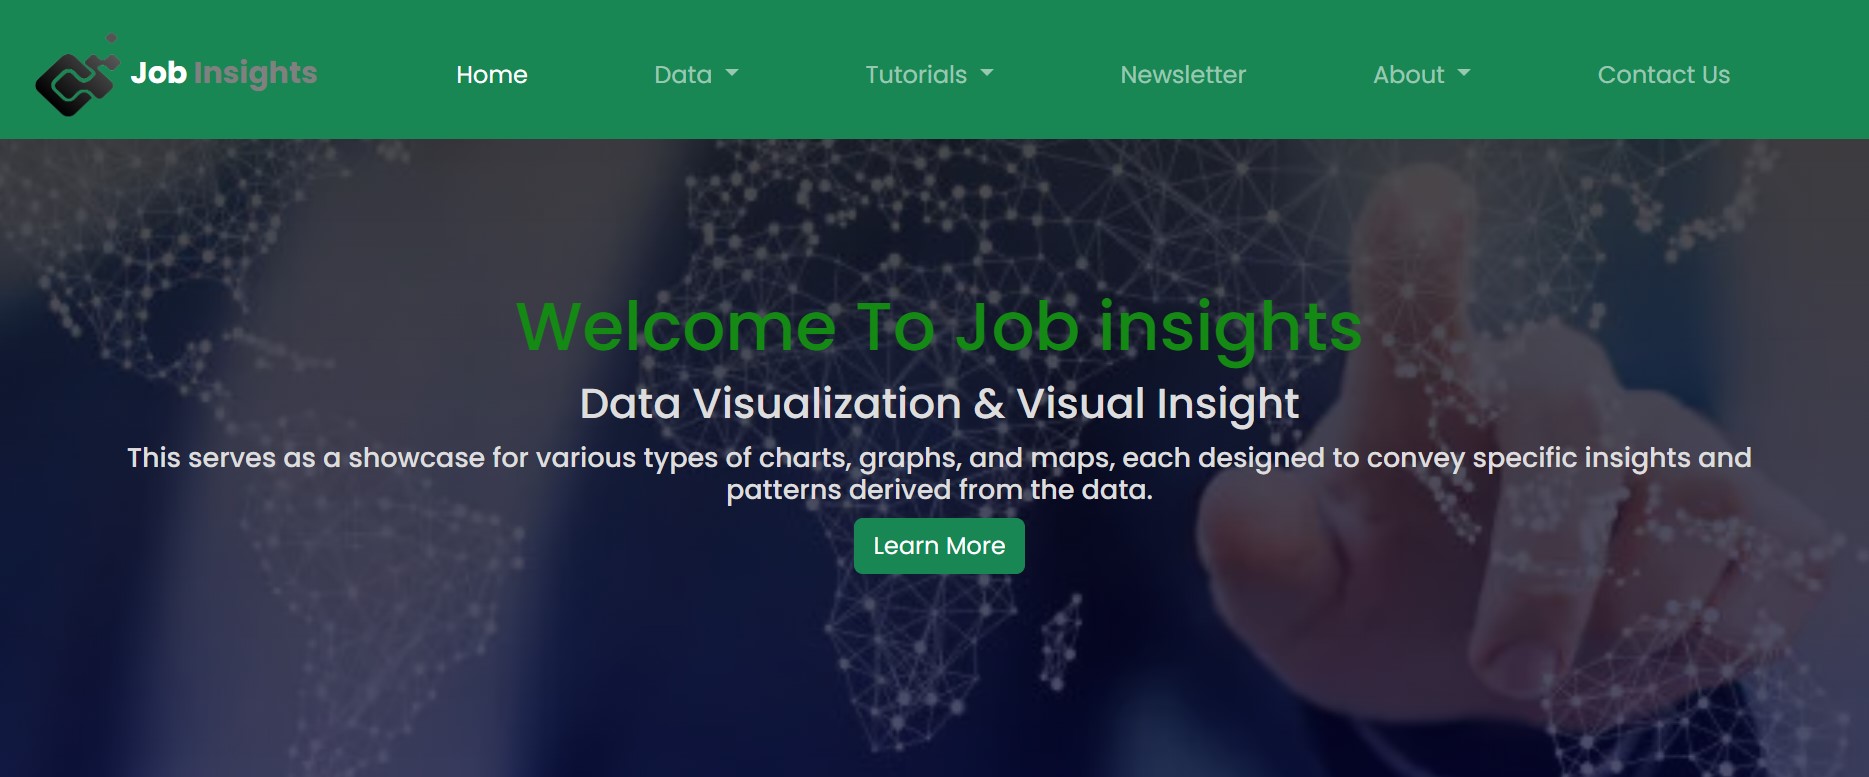 Job Insights
Home
Data
Tutorials
Newsletter
About
Contact Us
Welcome To Job insights
Data Visualization & Visual Insight
This serves as a showcase for various types of charts, graphs, and maps, each designed to convey specific insights and
patterns derived from the data.
Learn More